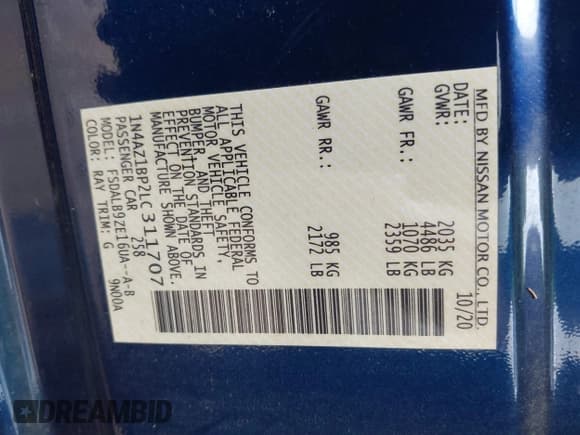 MFD BY NISSAN MOTOR CO., LTD.
DATE: 10/20
GVWR: 2035 KG
4486 LB
GAWR FR.: 1070 KG
2359 LB
GAWR RR.: 985 KG
2172 LB
THIS VEHICLE CONFORMS TO
ALL APPLICABLE FEDERAL
MOTOR VEHICLE SAFETY,
BUMPER, AND THEFT
PREVENTION STANDARDS IN
EFFECT ON THE DATE OF
MANUFACTURE SHOWN ABOVE.
1N4AZ1BP21C311707
PASSENGER CAR 258
MODEL: FSDALB9ZE16UA--A-B
COLOR: RAY TRIM: G 9N00A
DREAMBID